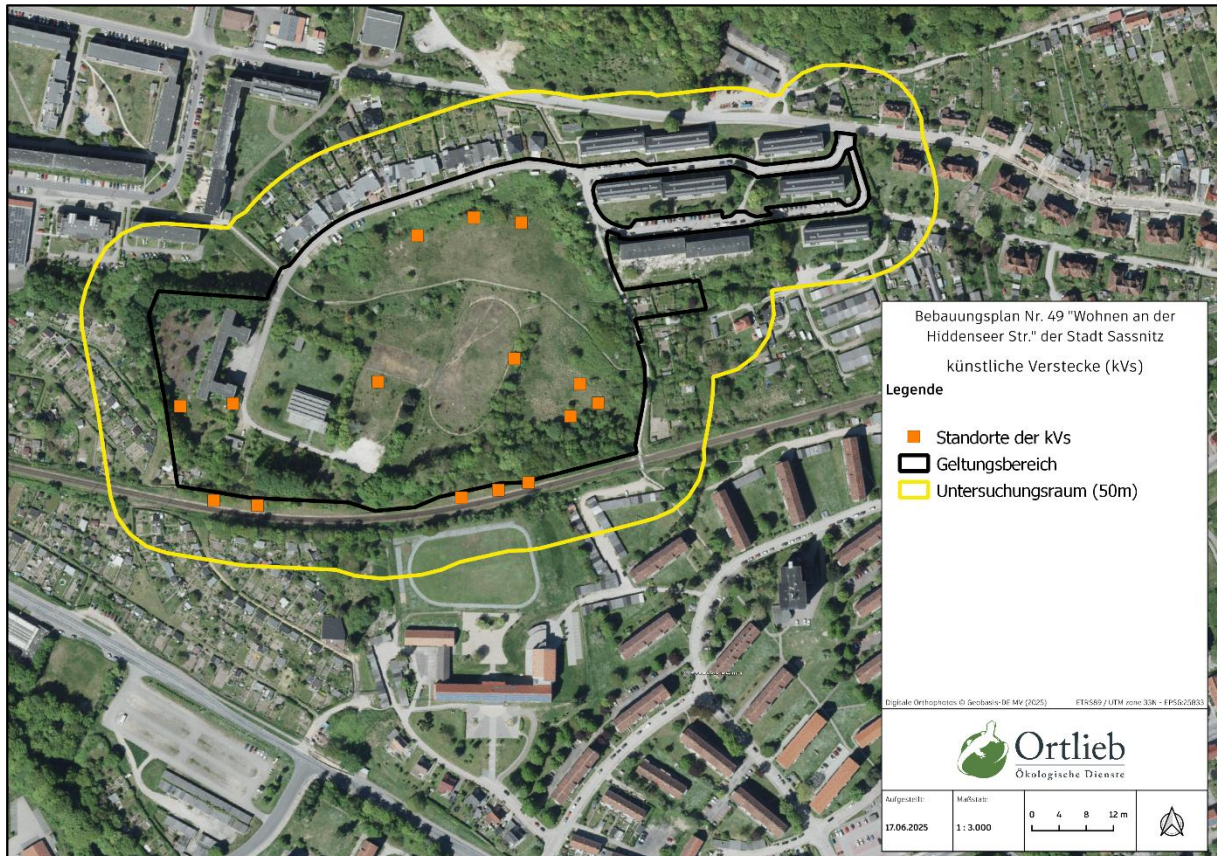 Bebauungsplan Nr. 49 "Wohnen an der
Hiddenseer Str." der Stadt Sassnitz
künstliche Verstecke (kVs)
Legende
Standorte der kVs
Geltungsbereich
Untersuchungsraum (50m)
Digitale Orthophotos © Geobasis-DE MV (2025) ETRS89 / UTM zone 33N - EPSG:25833
Ortlieb
Ökologische Dienste
Aufgestellt: Maßstab:
0 4 8 12 m
17.06.2025 1 : 3.000